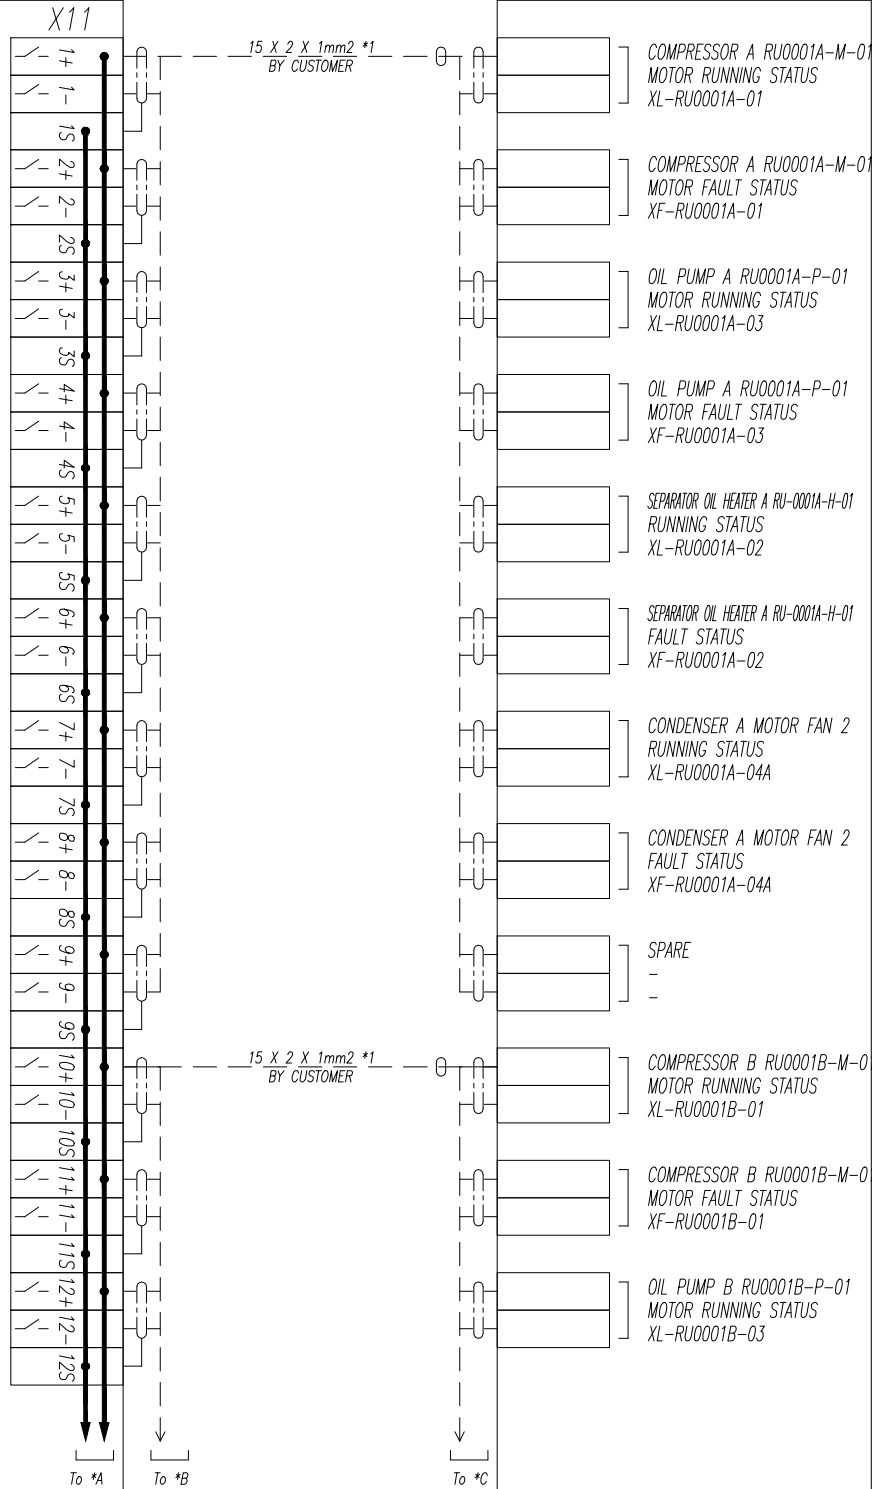 X11
1+
15 X 2 X 1mm2 *1
BY CUSTOMER
COMPRESSOR A RU0001A-M-01
MOTOR RUNNING STATUS
XL-RU0001A-01
1-
1S
2+
COMPRESSOR A RU0001A-M-01
MOTOR FAULT STATUS
XF-RU0001A-01
2-
2S
3+
OIL PUMP A RU0001A-P-01
MOTOR RUNNING STATUS
XL-RU0001A-03
3-
3S
4+
OIL PUMP A RU0001A-P-01
MOTOR FAULT STATUS
XF-RU0001A-03
4-
4S
5+
SEPARATOR OIL HEATER A RU-0001A-H-01
RUNNING STATUS
XL-RU0001A-02
5-
5S
6+
SEPARATOR OIL HEATER A RU-0001A-H-01
FAULT STATUS
XF-RU0001A-02
6-
6S
7+
CONDENSER A MOTOR FAN 2
RUNNING STATUS
XL-RU0001A-04A
7-
7S
8+
CONDENSER A MOTOR FAN 2
FAULT STATUS
XF-RU0001A-04A
8-
8S
9+
SPARE
-
-
9-
9S
10+
15 X 2 X 1mm2 *1
BY CUSTOMER
COMPRESSOR B RU0001B-M-01
MOTOR RUNNING STATUS
XL-RU0001B-01
10-
10S
11+
COMPRESSOR B RU0001B-M-01
MOTOR FAULT STATUS
XF-RU0001B-01
11-
11S
12+
OIL PUMP B RU0001B-P-01
MOTOR RUNNING STATUS
XL-RU0001B-03
12-
12S
To *A
To *B
To *C